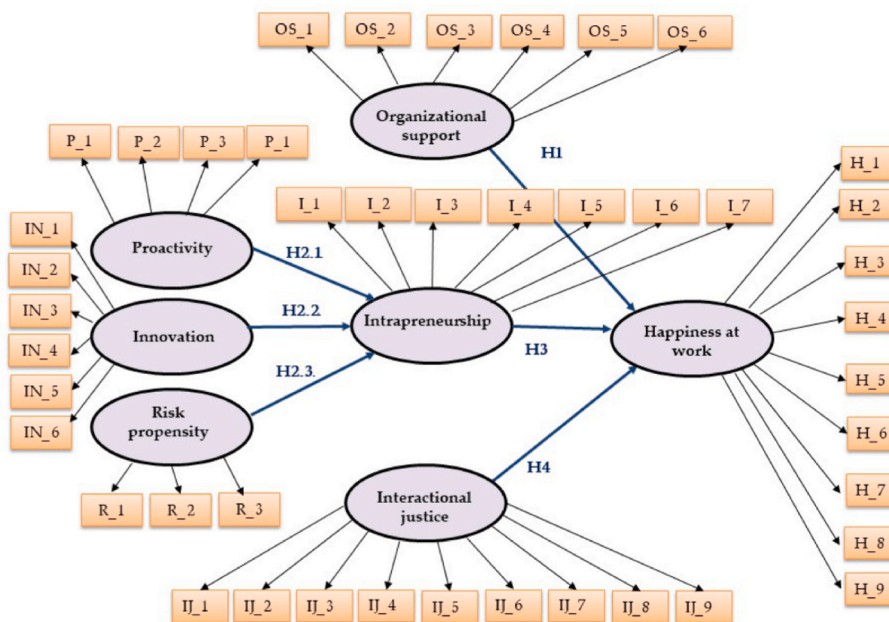 OS_1
OS_2
OS_3
OS_4
OS_5
OS_6
Organizational
support
H1
P_1
P_2
P_3
P_1
Proactivity
H2.1
I_1
I_2
I_3
I_4
I_5
I_6
I_7
IN_1
IN_2
IN_3
IN_4
IN_5
IN_6
Innovation
H2.2
Intrapreneurship
H3
Happiness at
work
H_1
H_2
H_3
H_4
H_5
H_6
H_7
H_8
H_9
Risk
propensity
H2.3.
R_1
R_2
R_3
Interactional
justice
H4
IJ_1
IJ_2
IJ_3
IJ_4
IJ_5
IJ_6
IJ_7
IJ_8
IJ_9